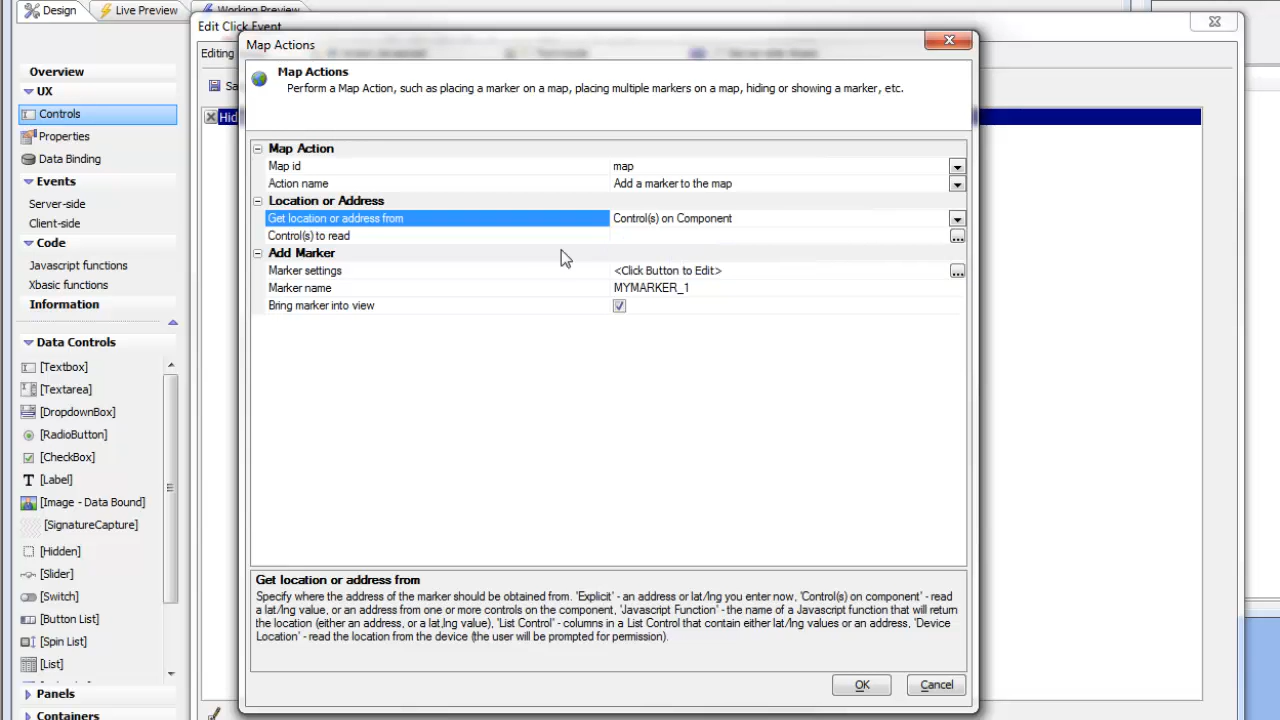 Design
Live Preview
Working Preview
Edit Click Event
Editing
Map Actions
Map Actions
Perform a Map Action, such as placing a marker on a map, placing multiple markers on a map, hiding or showing a marker, etc.
Overview
UX
Controls
Properties
Data Binding
Events
Server-side
Client-side
Code
Javascript functions
Xbasic functions
Information
Data Controls
[Textbox]
[Textarea]
[DropdownBox]
[RadioButton]
[CheckBox]
[Label]
[Image - Data Bound]
[SignatureCapture]
[Hidden]
[Slider]
[Switch]
[Button List]
[Spin List]
[List]
Panels
Containers
Sa
Hid
Map Action
Map id map
Action name Add a marker to the map
Location or Address
Get location or address from Control(s) on Component
Control(s) to read
Add Marker
Marker settings <Click Button to Edit>
Marker name MYMARKER_1
Bring marker into view
Get location or address from
Specify where the address of the marker should be obtained from. 'Explicit' - an address or lat/lng you enter now, 'Control(s) on component' - read
a lat/lng value, or an address from one or more controls on the component, 'Javascript Function' - the name of a Javascript function that will return
the location (either an address, or a lat,lng value), 'List Control' - columns in a List Control that contain either lat/lng values or an address, 'Device
Location' - read the location from the device (the user will be prompted for permission).
OK
Cancel